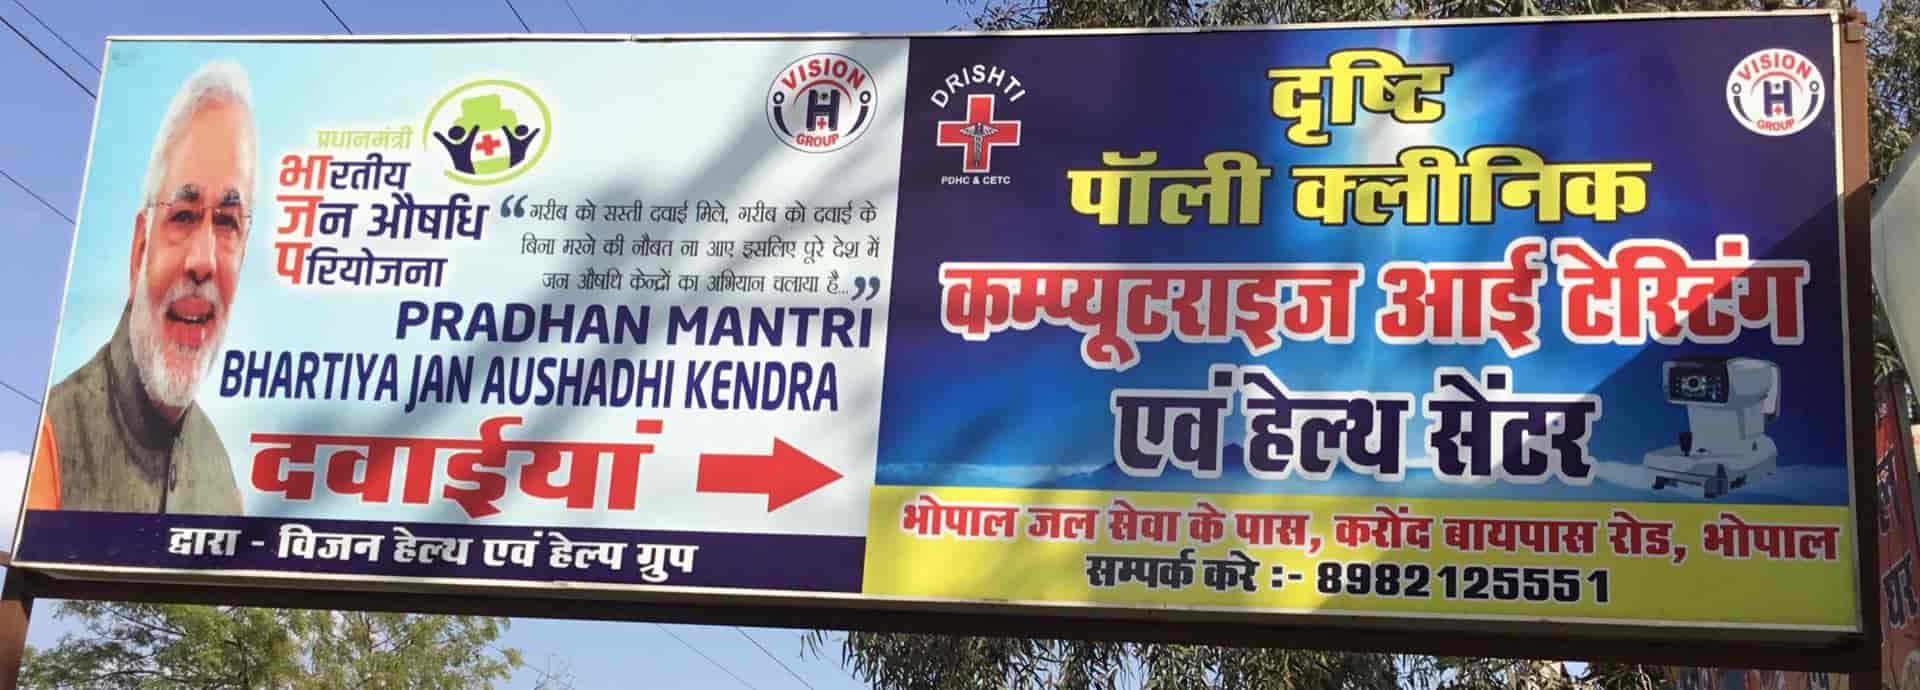 प्रधानमंत्री
भारतीय
जन औषधि
परियोजना
VISION
H
GROUP
“गरीब को सस्ती दवाई मिले, गरीब को दवाई के
बिना मरने की नौबत ना आए इसलिए पूरे देश में
जन औषधि केन्द्रों का अभियान चलाया है...”
PRADHAN MANTRI
BHARTIYA JAN AUSHADHI KENDRA
दवाईयां
द्वारा - विजन हेल्थ एवं हेल्प ग्रुप
DRISHTI
PDHC & CETC
दृष्टि
पॉली क्लीनिक
VISION
H
GROUP
कम्प्यूटराइज आई टेस्टिंग
एवं हेल्थ सेंटर
भोपाल जल सेवा के पास, करोंद बायपास रोड, भोपाल
सम्पर्क करे :- 8982125551